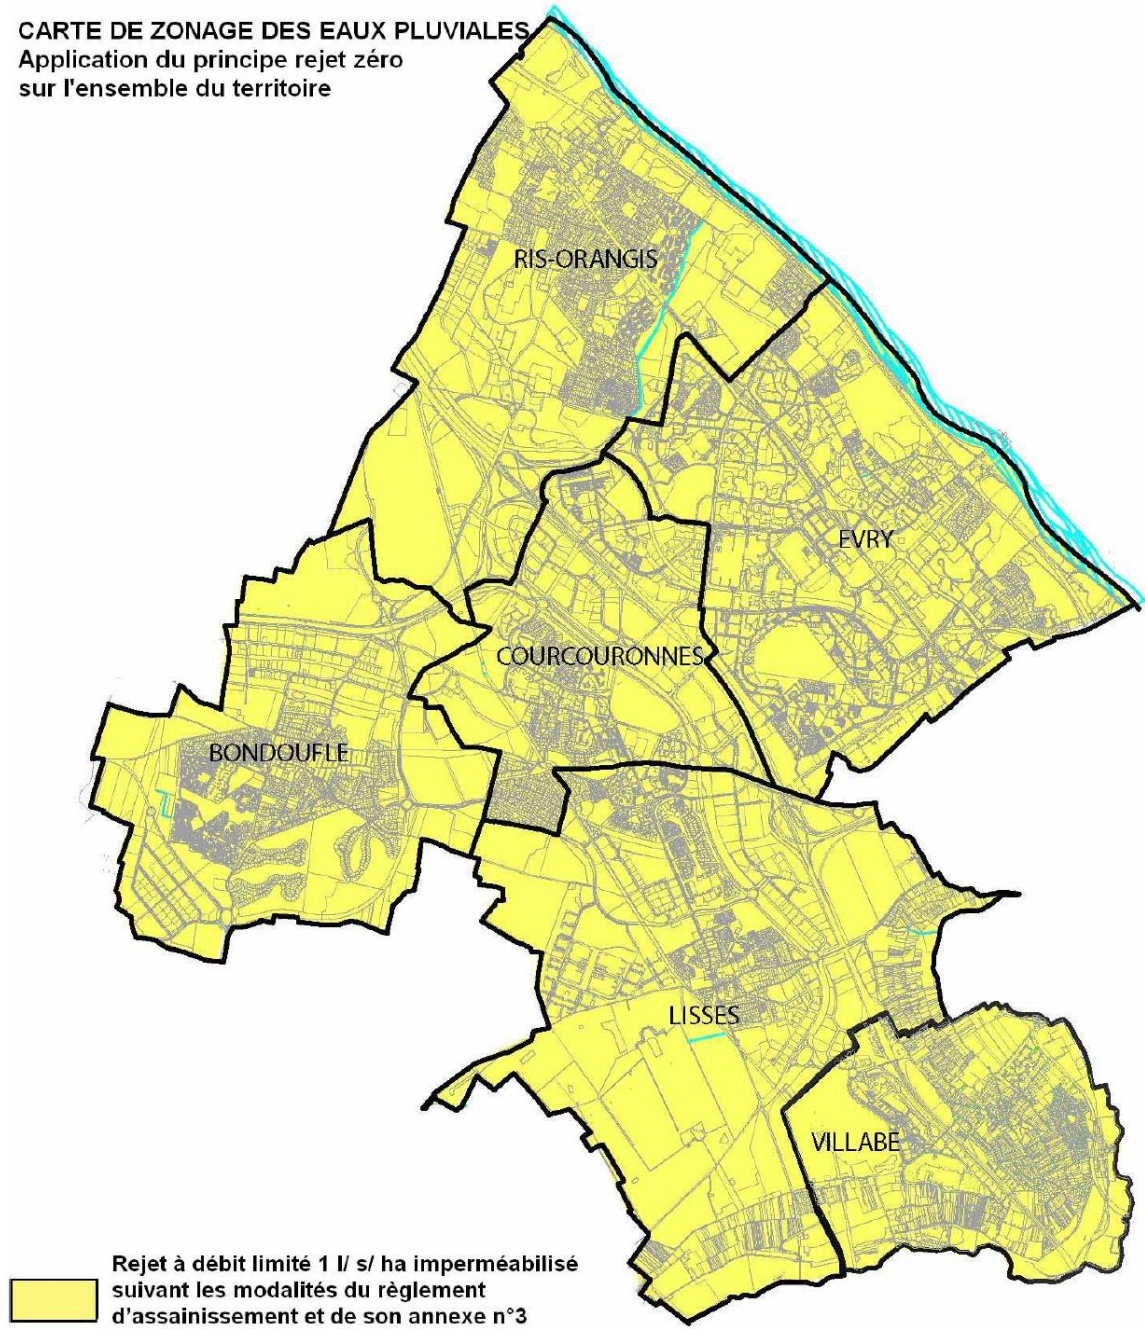 CARTE DE ZONAGE DES EAUX PLUVIALES
Application du principe rejet zéro
sur l'ensemble du territoire
RIS-ORANGIS
EVRY
COURCOURONNES
BONDOUFLE
LISSES
VILLABE
Rejet à débit limité 1 l/ s/ ha imperméabilisé
suivant les modalités du règlement
d'assainissement et de son annexe n°3